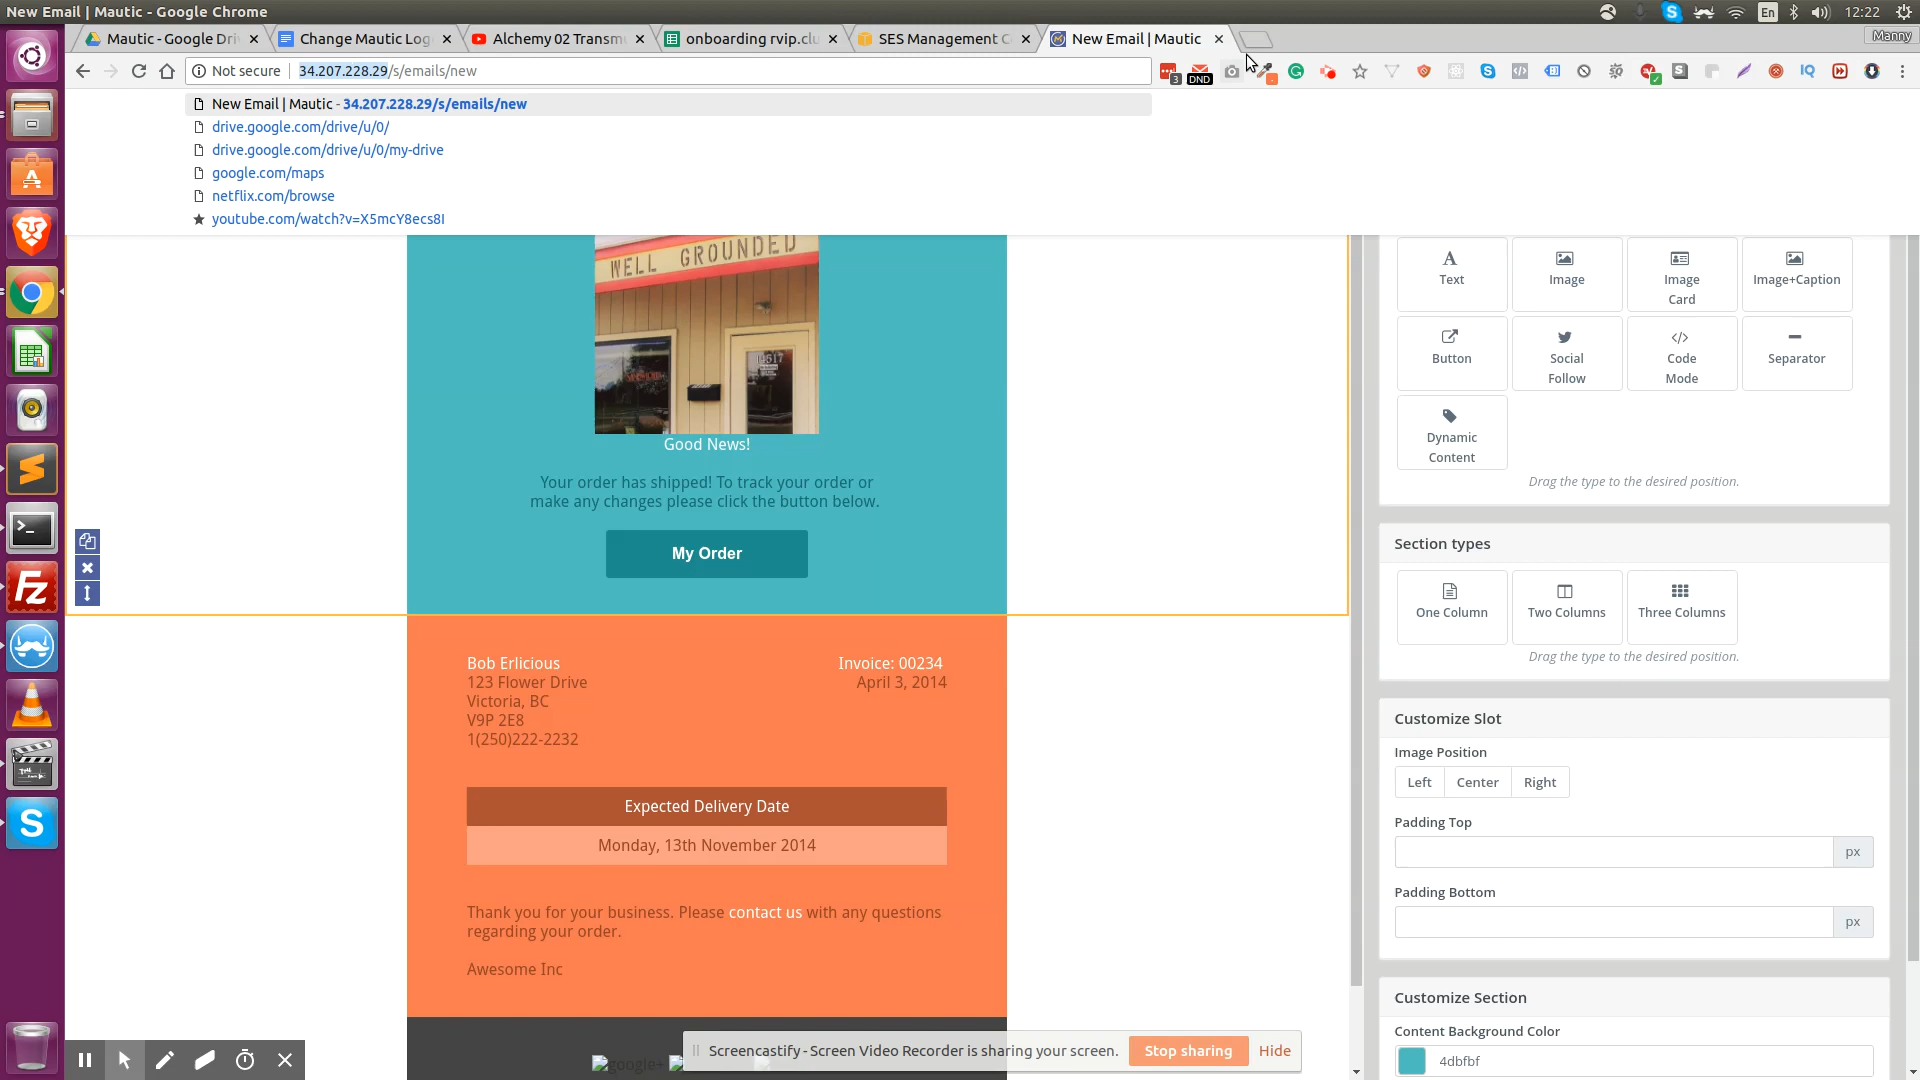 New Email | Mautic - Google Chrome
En
12:22
Mautic - Google Dri
Change Mautic Log
Alchemy 02 Transm
onboarding rvip.clu
SES Management C
New Email | Mautic
Manny
Not secure
34.207.228.29/s/emails/new
3
DND
New Email | Mautic - 34.207.228.29/s/emails/new
drive.google.com/drive/u/0/
drive.google.com/drive/u/0/my-drive
google.com/maps
netflix.com/browse
youtube.com/watch?v=X5mcY8ecs8I
WELL GROUNDED
Good News!
Your order has shipped! To track your order or
make any changes please click the button below.
My Order
Bob Erlicious
123 Flower Drive
Victoria, BC
V9P 2E8
1(250)222-2232
Invoice: 00234
April 3, 2014
Expected Delivery Date
Monday, 13th November 2014
Thank you for your business. Please contact us with any questions
regarding your order.
Awesome Inc
google+
Text
Image
Image
Card
Image+Caption
Button
Social
Follow
Code
Mode
Separator
Dynamic
Content
Drag the type to the desired position.
Section types
One Column
Two Columns
Three Columns
Drag the type to the desired position.
Customize Slot
Image Position
Left
Center
Right
Padding Top
px
Padding Bottom
px
Customize Section
Content Background Color
4dbfbf
Screencastify - Screen Video Recorder is sharing your screen.
Stop sharing
Hide